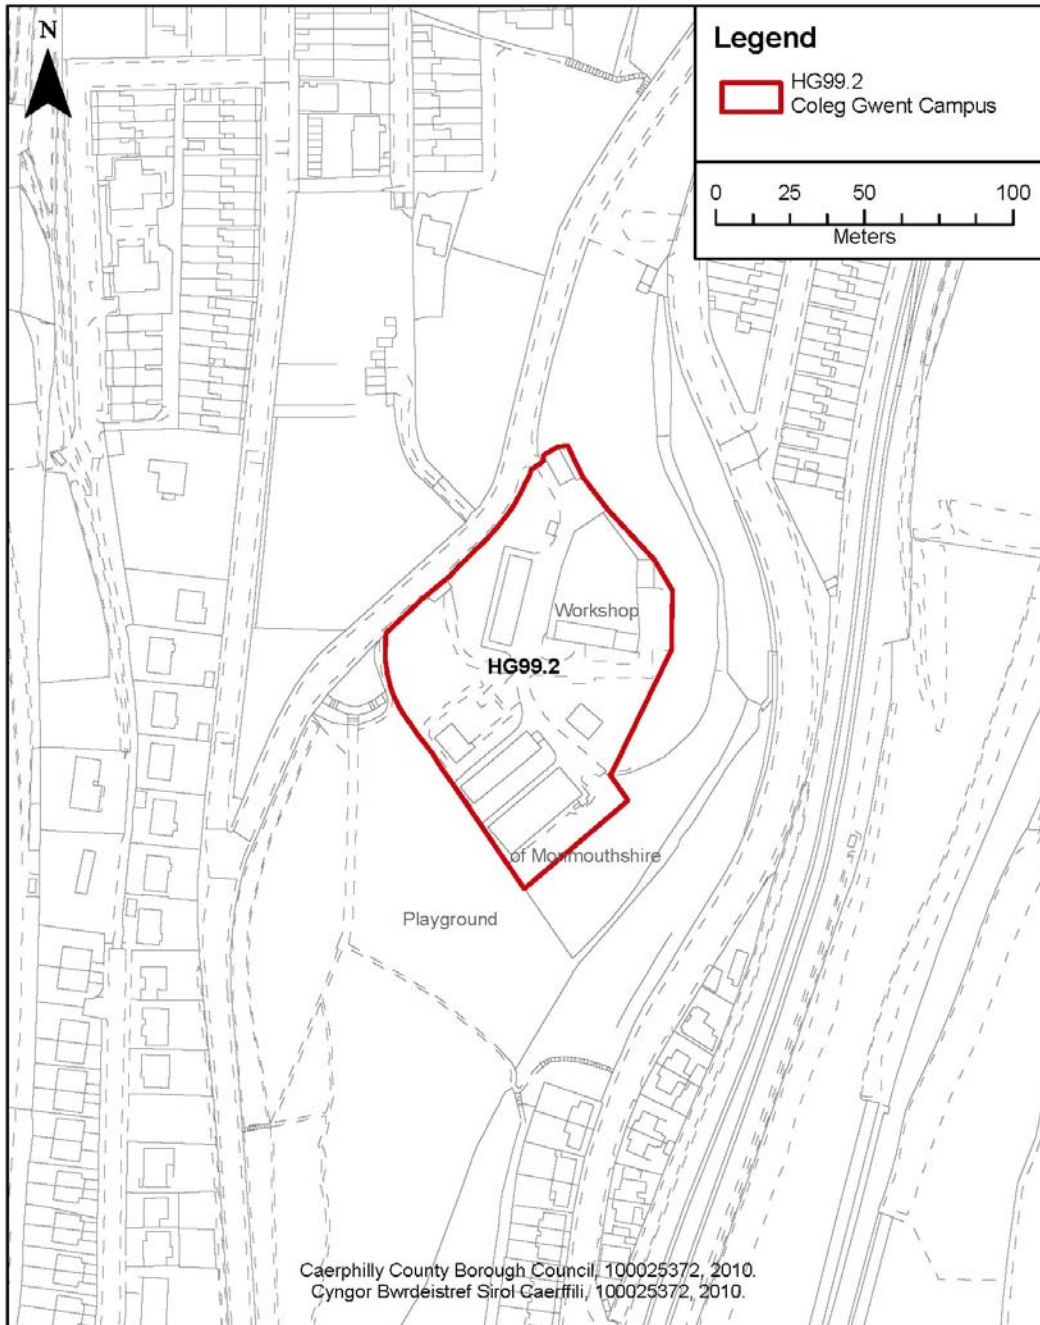 N
Legend
HG99.2
Coleg Gwent Campus
0 25 50 100
Meters
Workshop
HG99.2
of Monmouthshire
Playground
Caerphilly County Borough Council, 100025372, 2010.
Cyngor Bwrdeistref Sirol Caerffili, 100025372, 2010.